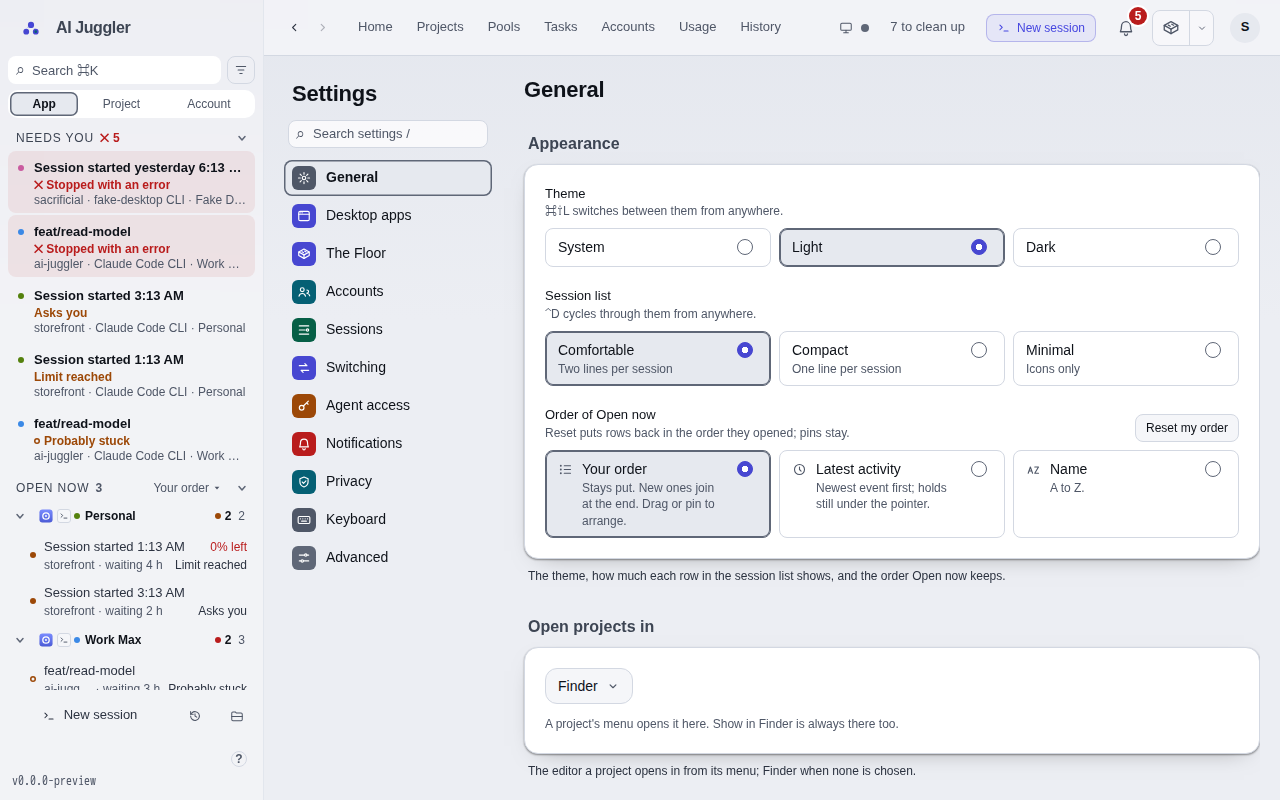 AI Juggler
Search ⌘K
App
Project
Account
NEEDS YOU 5
Session started yesterday 6:13 …
Stopped with an error
sacrificial · fake-desktop CLI · Fake D…
feat/read-model
Stopped with an error
ai-juggler · Claude Code CLI · Work …
Session started 3:13 AM
Asks you
storefront · Claude Code CLI · Personal
Session started 1:13 AM
Limit reached
storefront · Claude Code CLI · Personal
feat/read-model
Probably stuck
ai-juggler · Claude Code CLI · Work …
OPEN NOW 3
Your order
Personal
2 2
Session started 1:13 AM
0% left
storefront · waiting 4 h
Limit reached
Session started 3:13 AM
storefront · waiting 2 h
Asks you
Work Max
2 3
feat/read-model
ai-jugg… · waiting 3 h
Probably stuck
New session
?
v0.0.0-preview
Home
Projects
Pools
Tasks
Accounts
Usage
History
7 to clean up
New session
5
S
Settings
Search settings /
General
Desktop apps
The Floor
Accounts
Sessions
Switching
Agent access
Notifications
Privacy
Keyboard
Advanced
General
Appearance
Theme
⌘⇧L switches between them from anywhere.
System
Light
Dark
Session list
^D cycles through them from anywhere.
Comfortable
Two lines per session
Compact
One line per session
Minimal
Icons only
Order of Open now
Reset puts rows back in the order they opened; pins stay.
Reset my order
Your order
Stays put. New ones join
at the end. Drag or pin to
arrange.
Latest activity
Newest event first; holds
still under the pointer.
AZ
Name
A to Z.
The theme, how much each row in the session list shows, and the order Open now keeps.
Open projects in
Finder
A project's menu opens it here. Show in Finder is always there too.
The editor a project opens in from its menu; Finder when none is chosen.